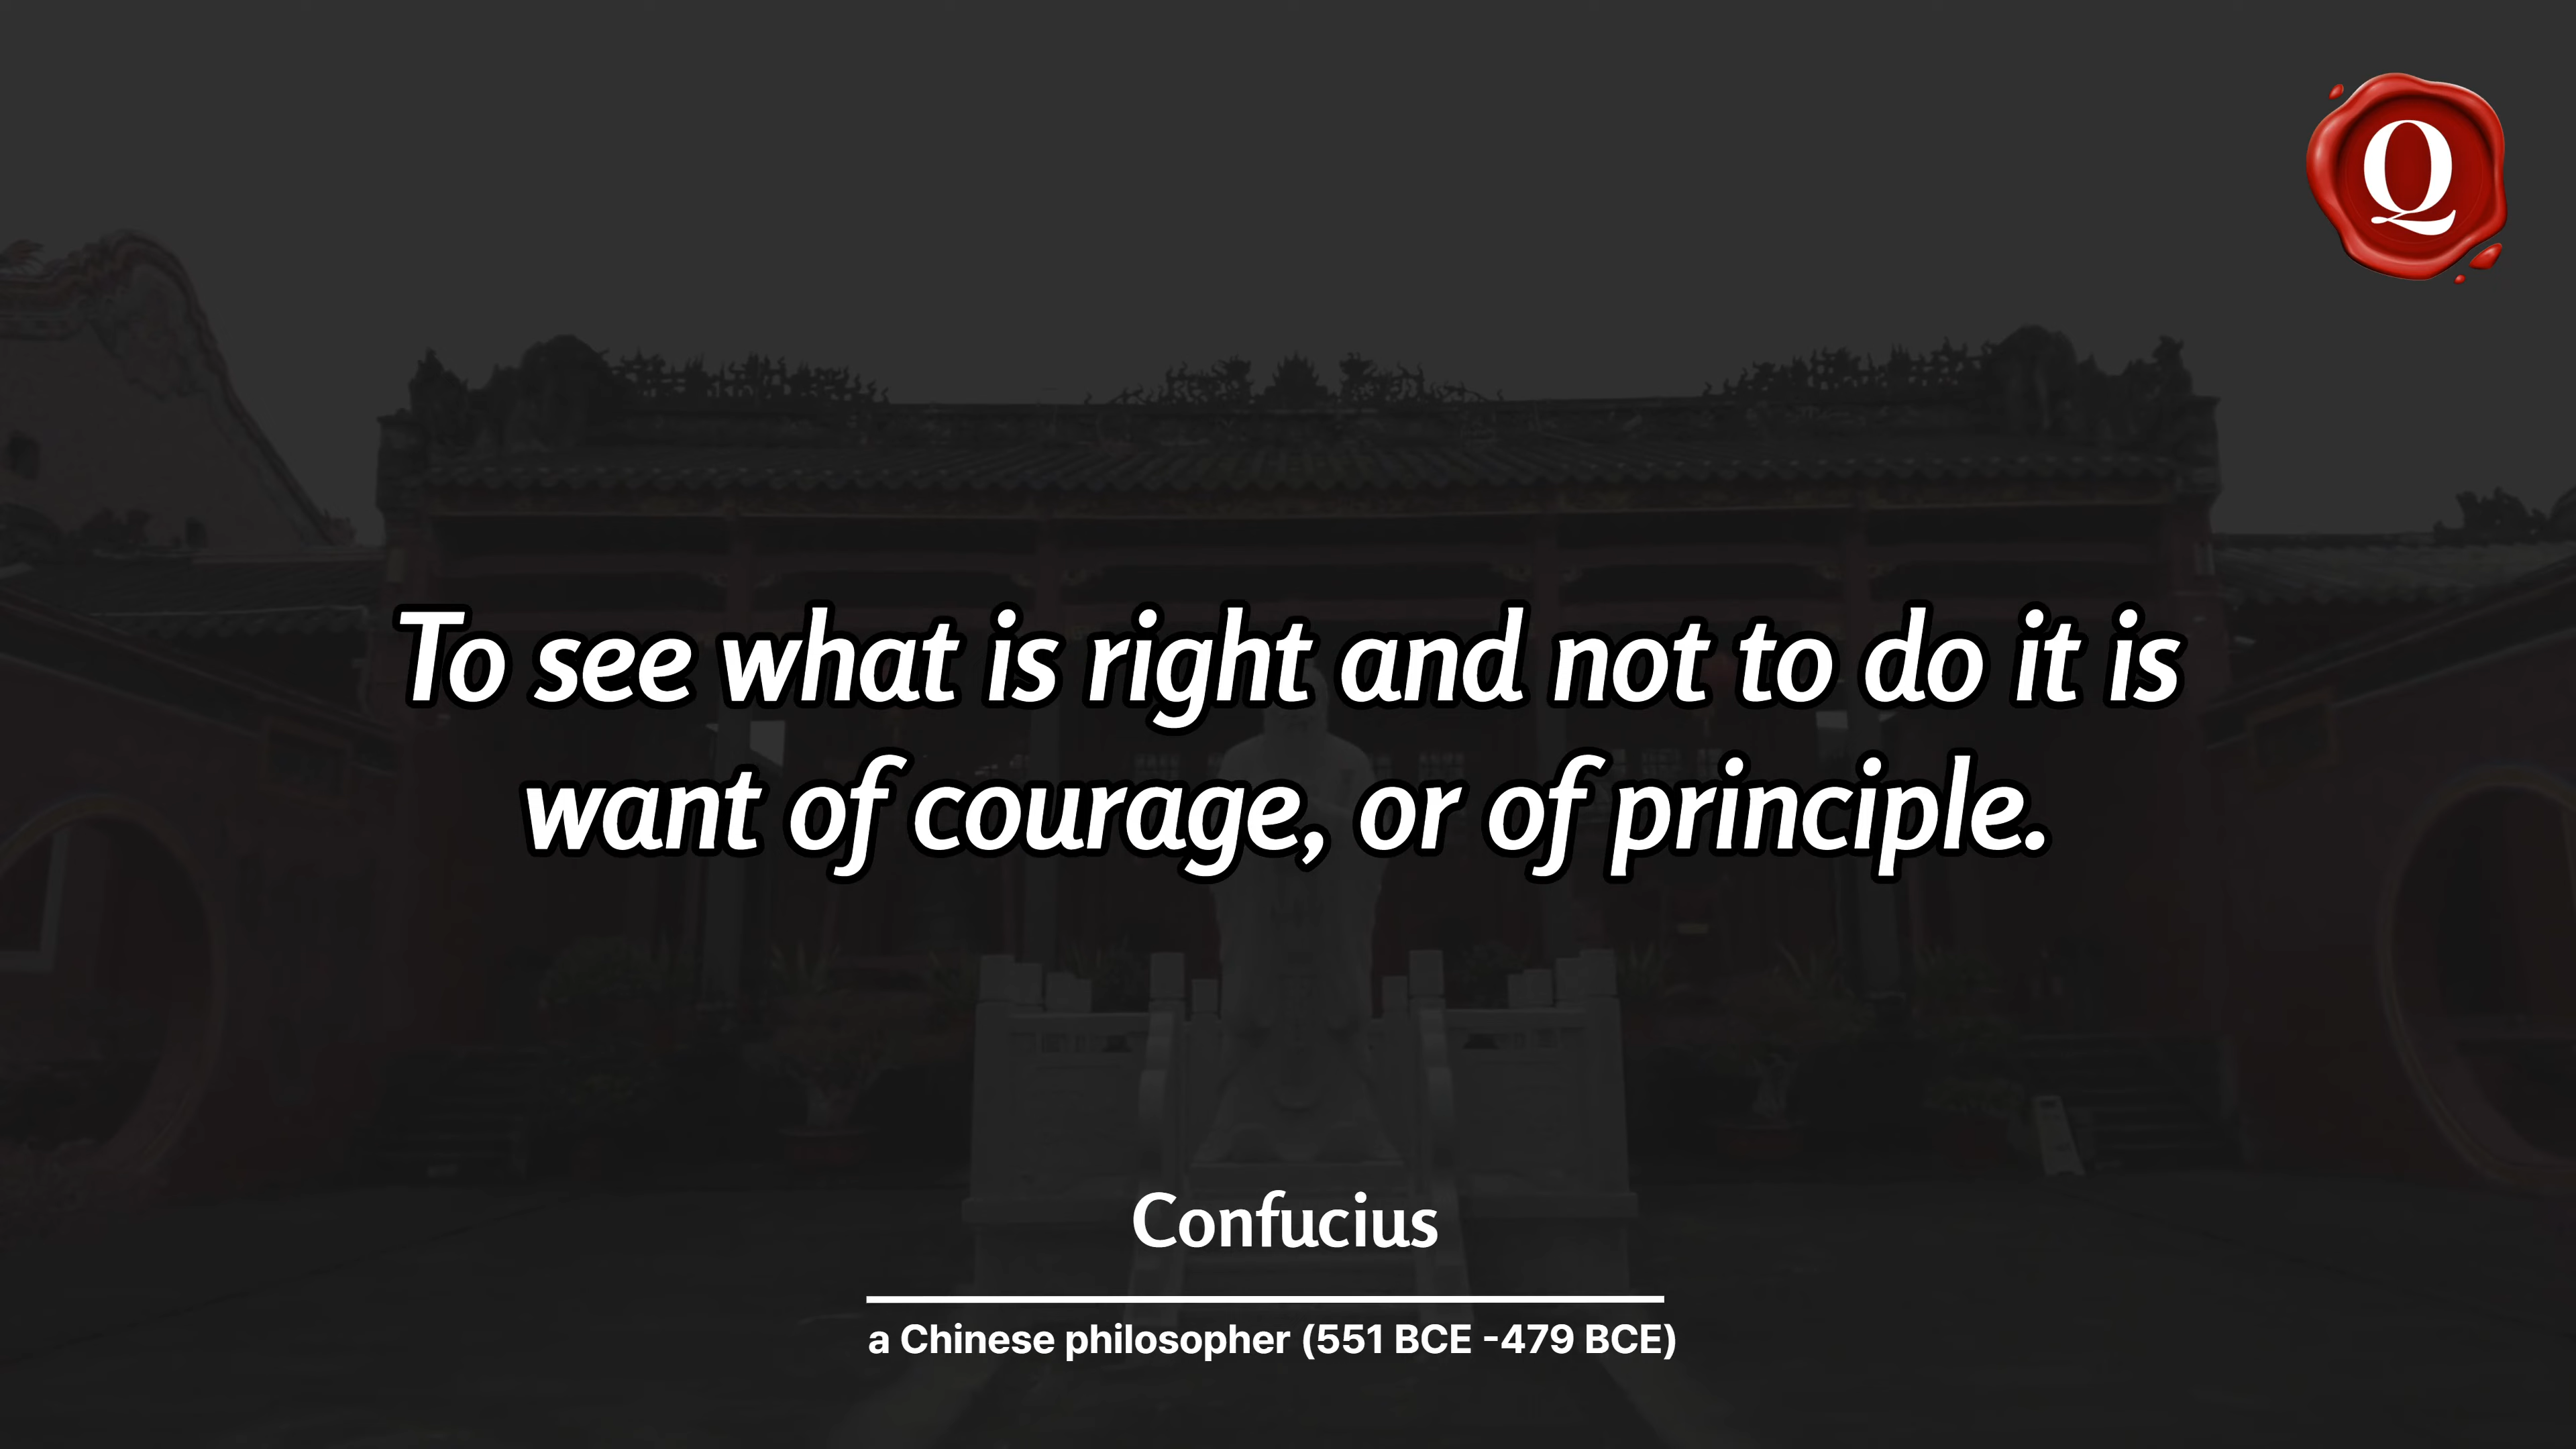 Q
To see what is right and not to do it is
want of courage, or of principle.
Confucius
a Chinese philosopher (551 BCE -479 BCE)